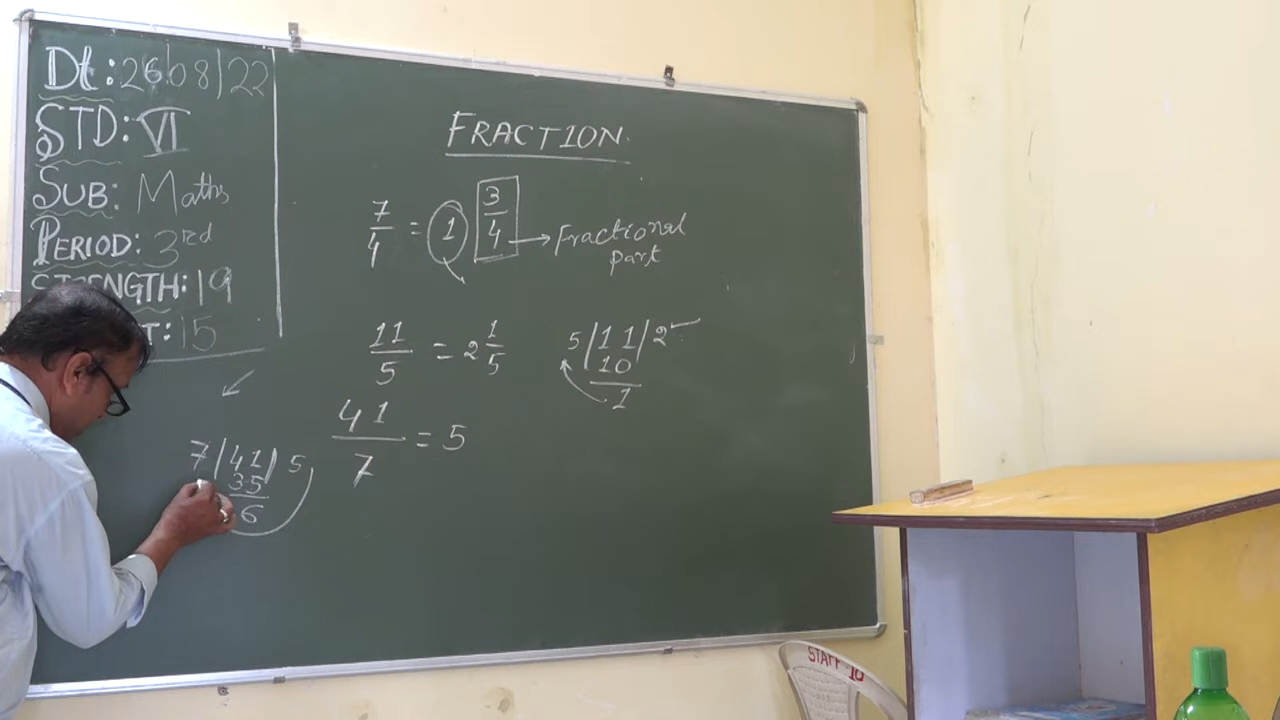 Dt: 26.08/22
STD: VI
SUB: Maths
PERIOD: 3rd
STRENGTH: 19
T: 15
FRACTION.
7/4 = 1 3/4 → Fractional
part
11/5 = 2 1/5
5 | 11 | 2
10
1
41/7 = 5
7 | 41 | 5
35
6
STAFF-10